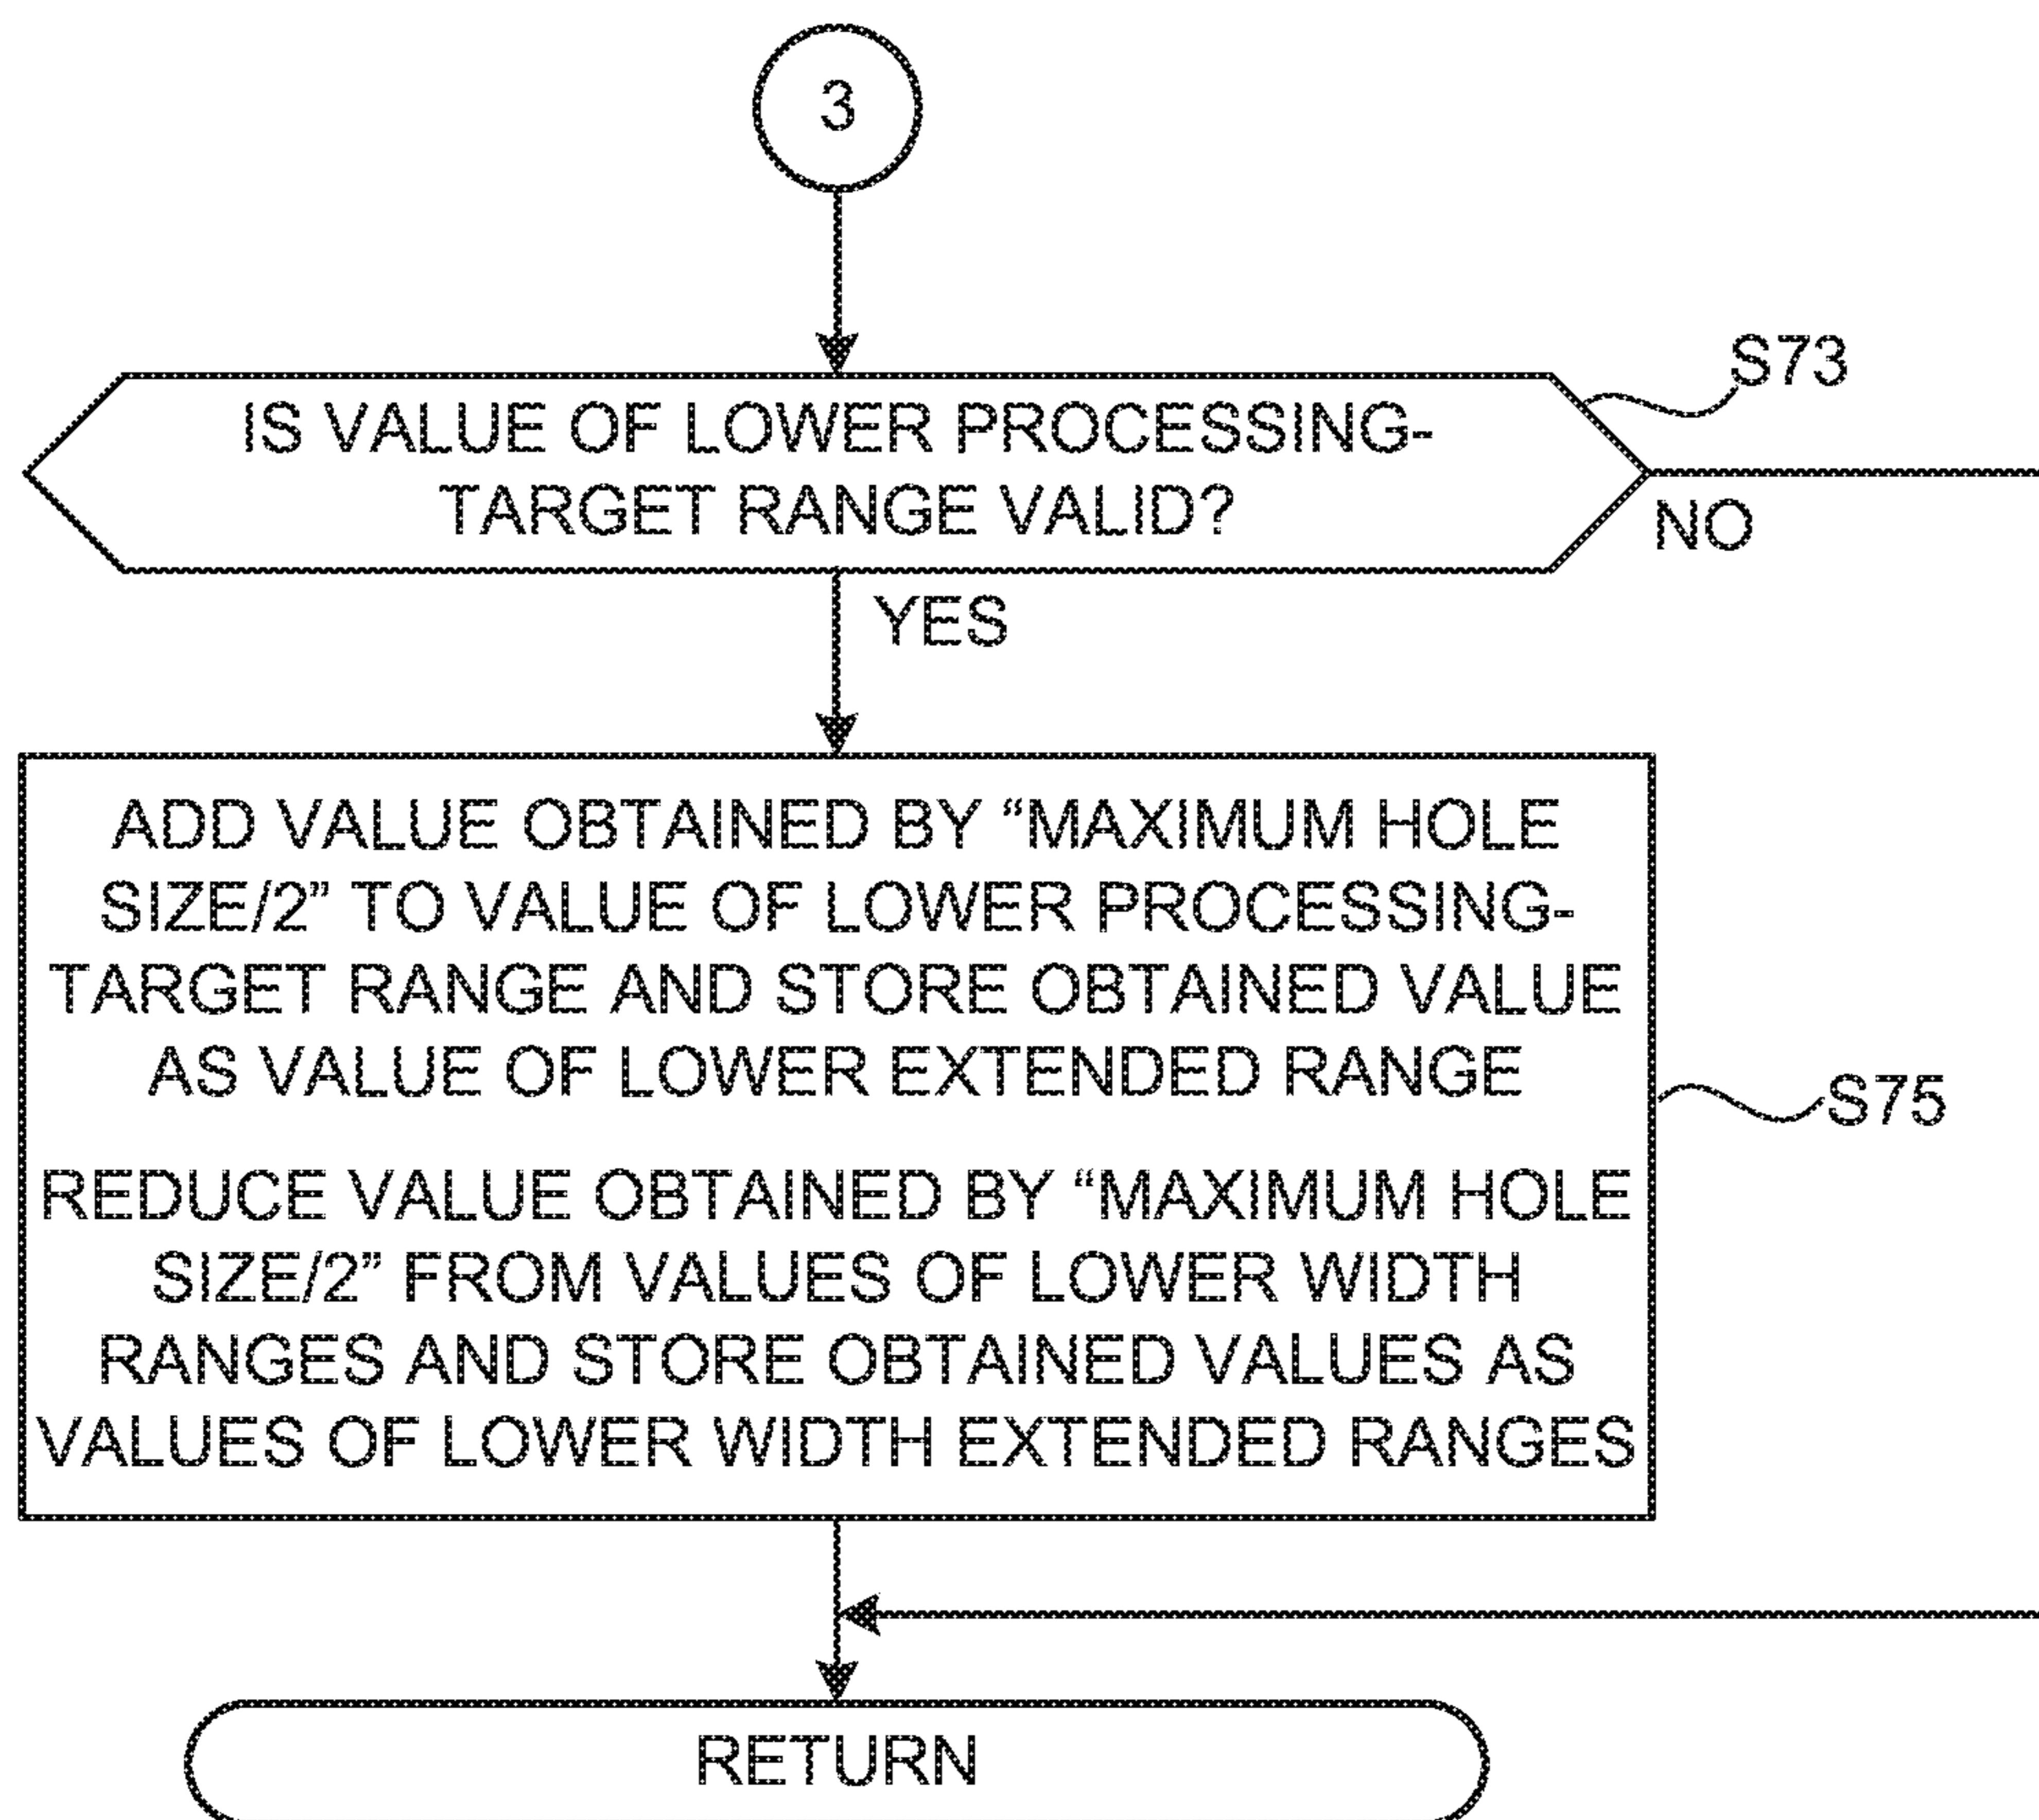 3
S73
IS VALUE OF LOWER PROCESSING-
TARGET RANGE VALID?
NO
YES
ADD VALUE OBTAINED BY “MAXIMUM HOLE
SIZE/2” TO VALUE OF LOWER PROCESSING-
TARGET RANGE AND STORE OBTAINED VALUE
AS VALUE OF LOWER EXTENDED RANGE
S75
REDUCE VALUE OBTAINED BY “MAXIMUM HOLE
SIZE/2” FROM VALUES OF LOWER WIDTH
RANGES AND STORE OBTAINED VALUES AS
VALUES OF LOWER WIDTH EXTENDED RANGES
RETURN